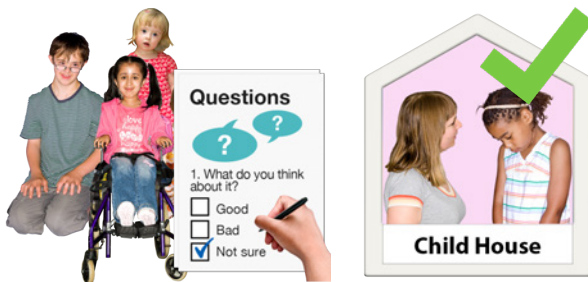 Questions
?
?
1. What do you think
about it?
Good
Bad
Not sure
Child House